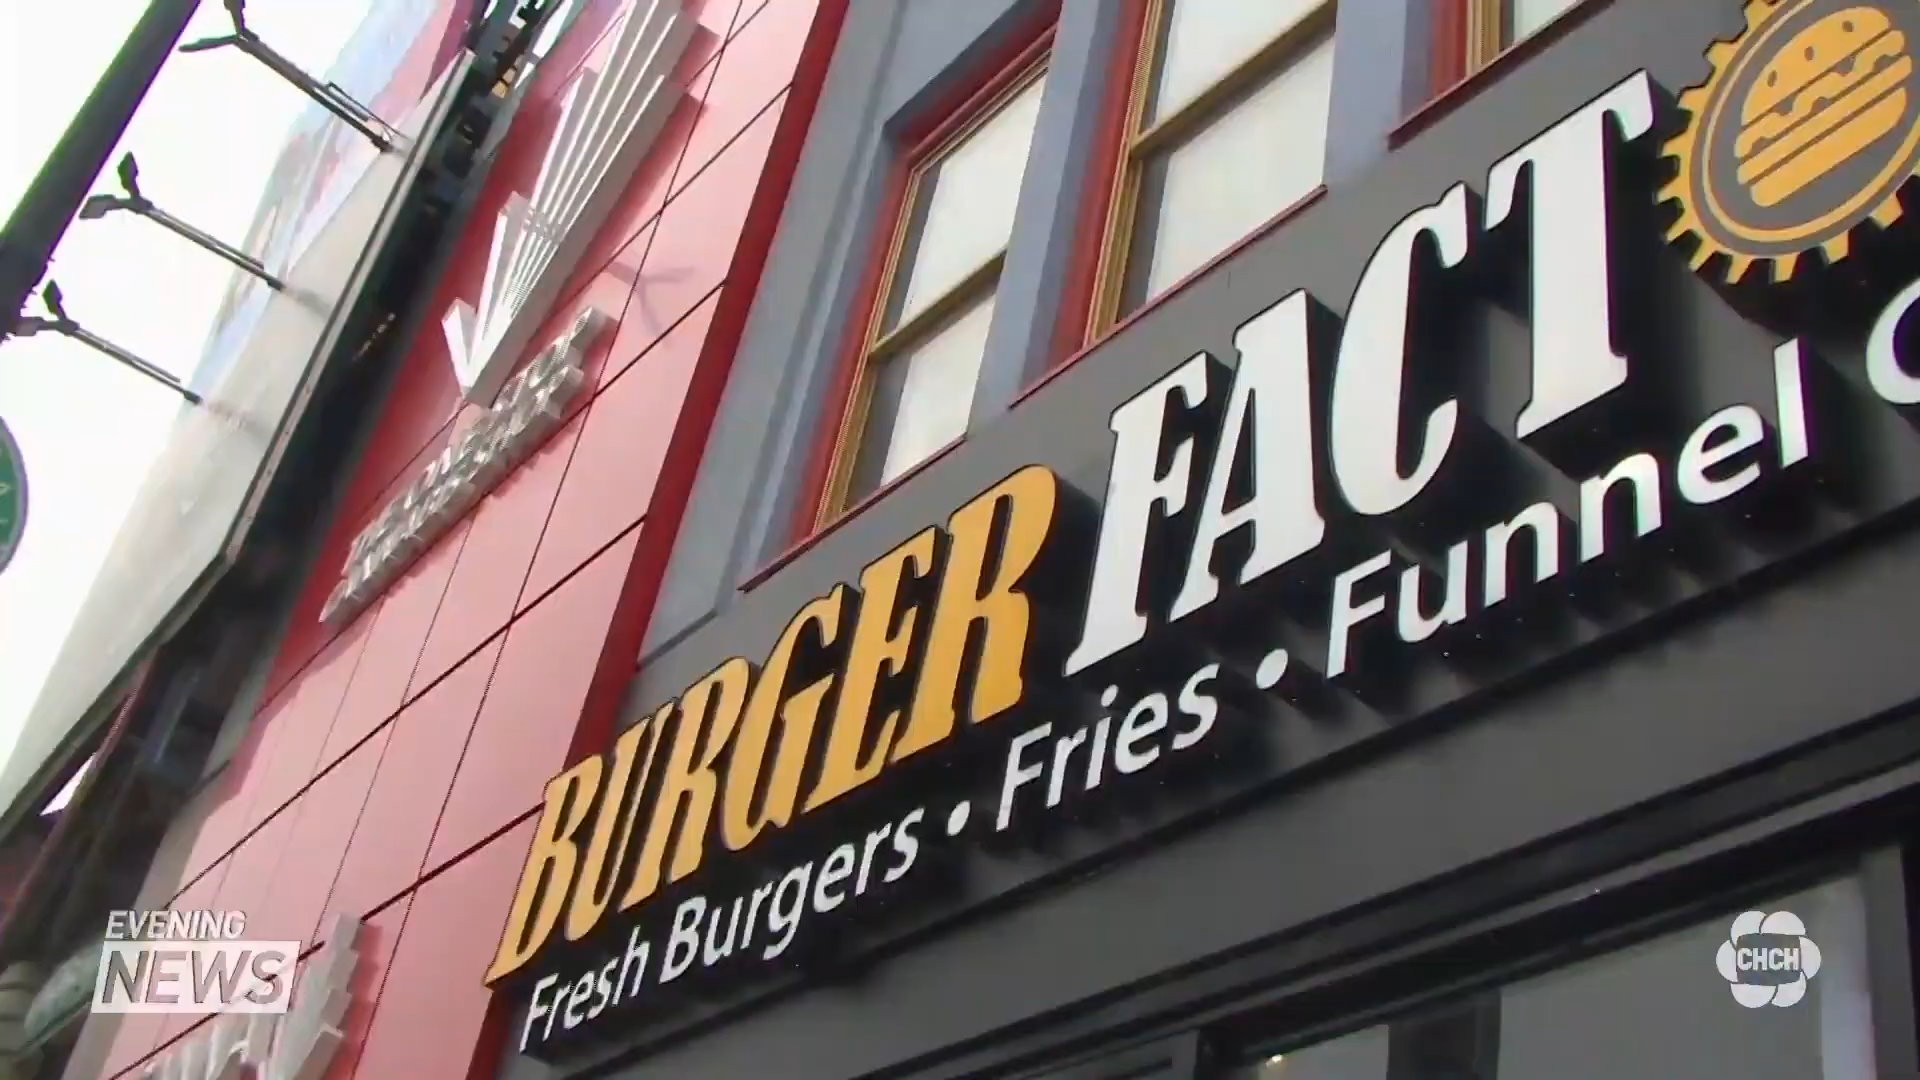 BURGER FACT
Fresh Burgers • Fries • Funnel C
EVENING
NEWS
CHCH